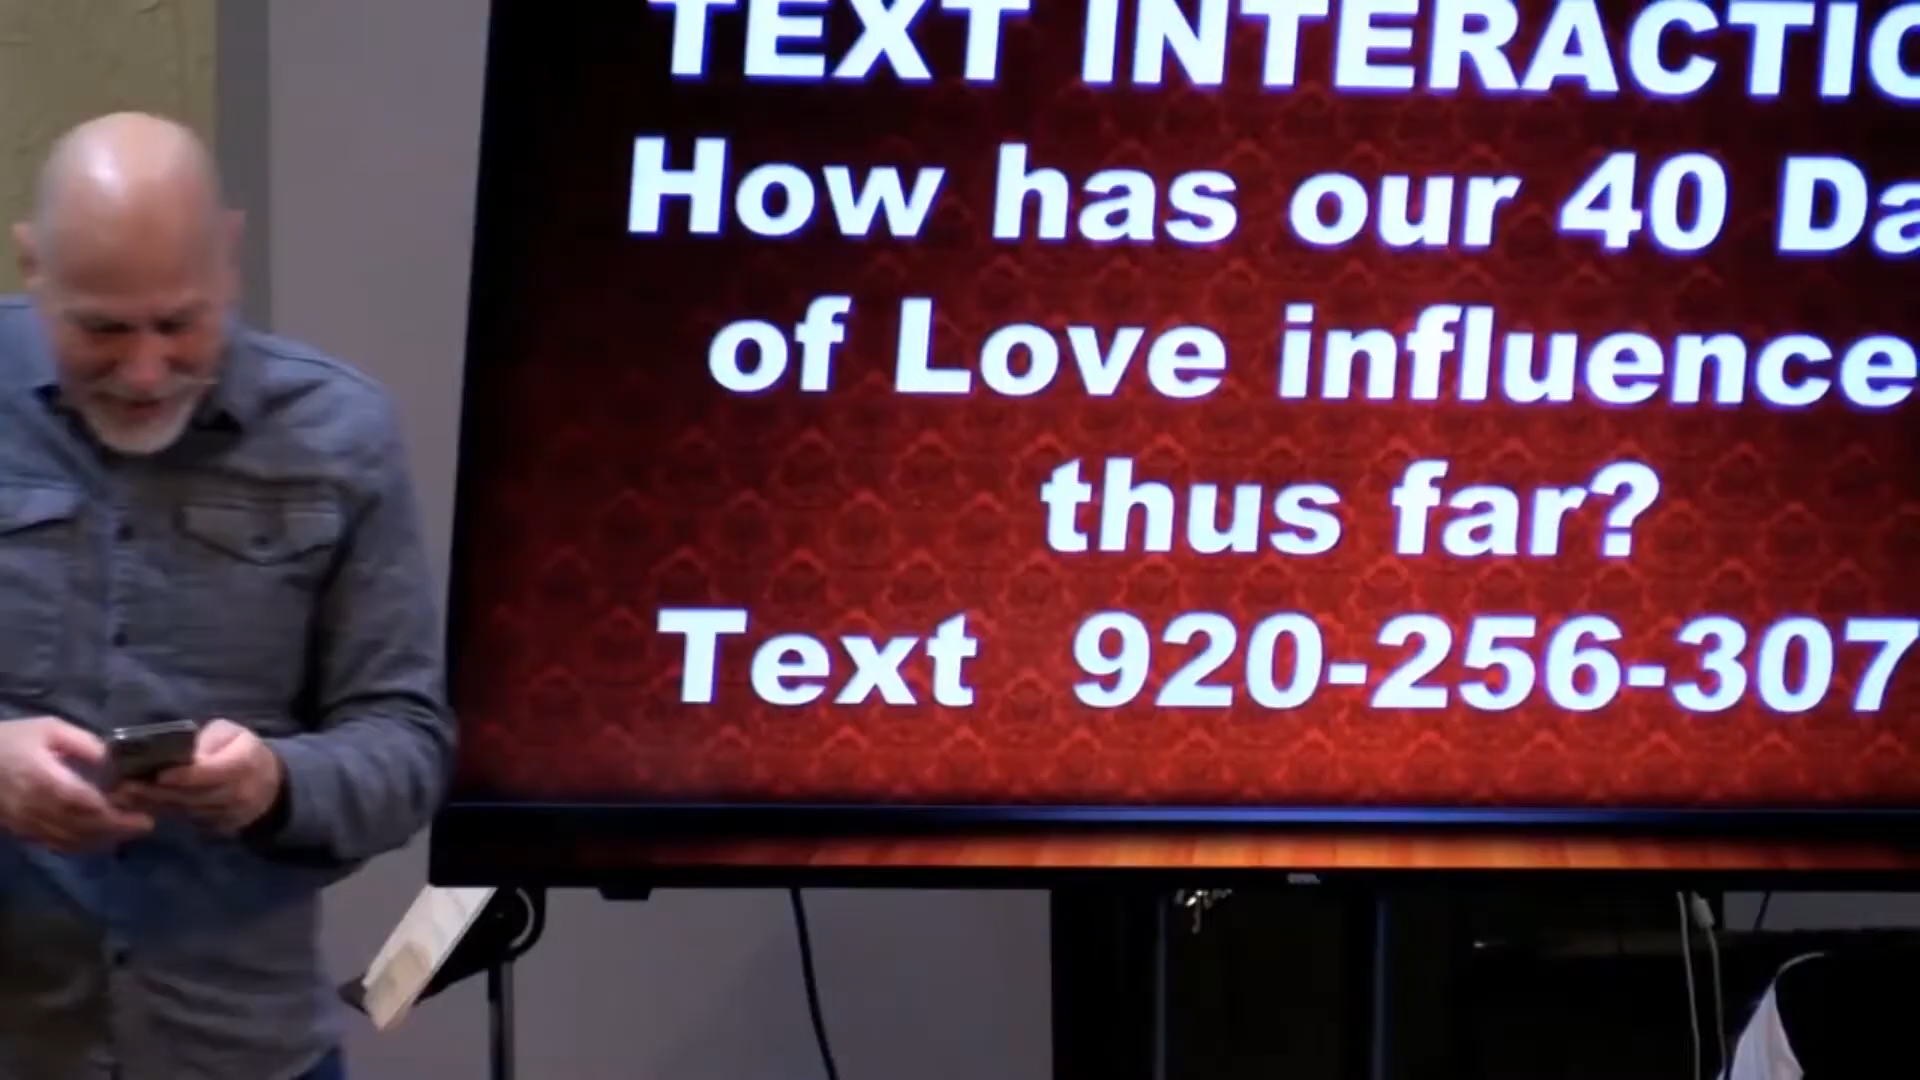 TEXT INTERACTIO
How has our 40 Da
of Love influence
thus far?
Text 920-256-307